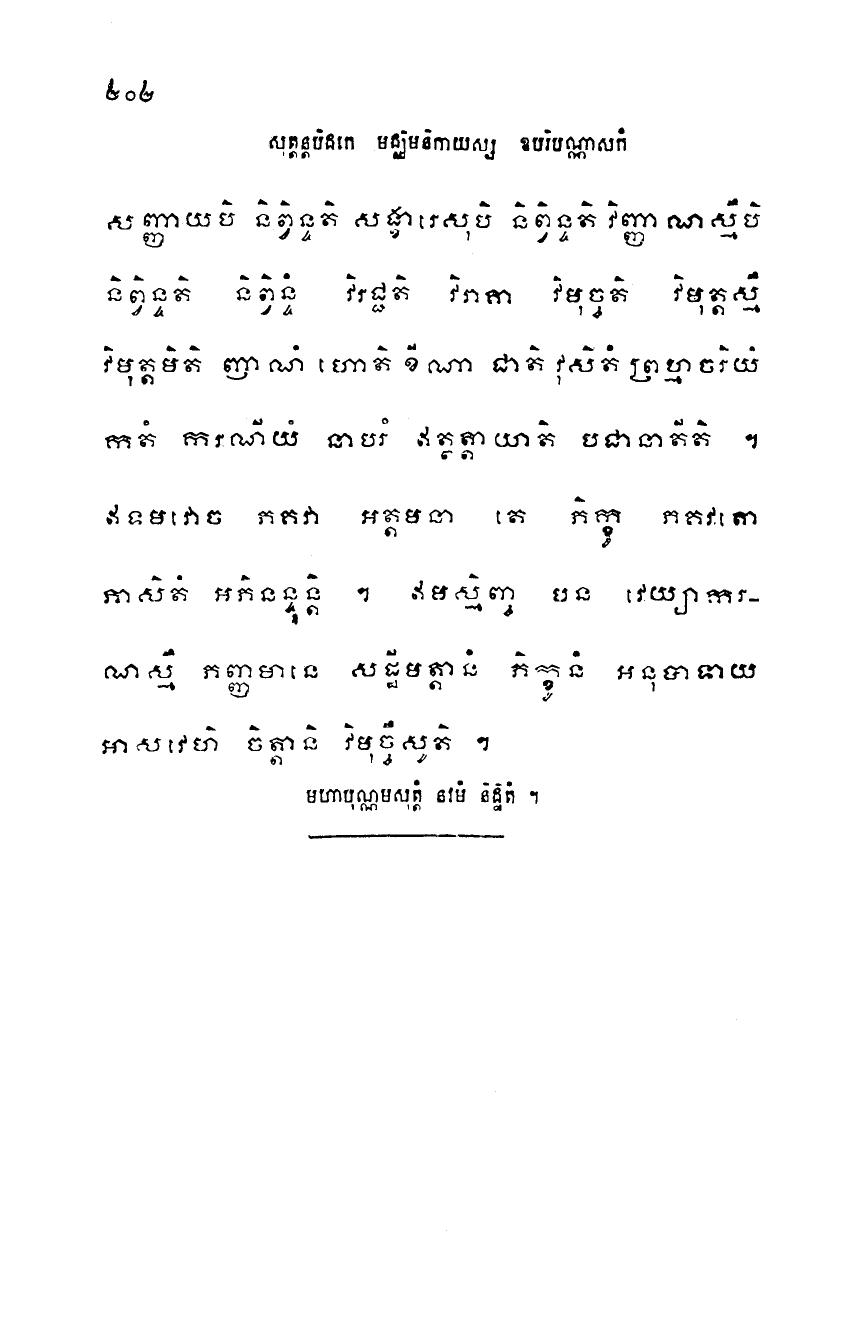 ២០២
សុត្តន្តបិដកេ មជ្ឈិមនិកាយស្ស ឧបរិបណ្ណាសកំ
សញ្ញាយបិ និព្វិន្ទតិ សង្ខារេសុបិ និព្វិន្ទតិ វិញ្ញាណស្មឹបិ
និព្វិន្ទតិ និព្វិន្ទំ វិរជ្ជតិ វិរាគា វិមុច្ចតិ វិមុត្តស្មឹ
វិមុត្តមិតិ ញាណំ ហោតិ ខីណា ជាតិ វុសិតំ ព្រហ្មចរិយំ
កតំ ករណីយំ នាបរំ ឥត្ថត្តាយាតិ បជានាតីតិ ។
ឥទមវោច ភគវា អត្តមនា តេ ភិក្ខូ ភគវតោ
ភាសិតំ អភិនន្ទុន្តិ ។ ឥមស្មិញ្ច បន វេយ្យាករ-
ណស្មឹ ភញ្ញមានេ សដ្ឋិមត្តានំ ភិក្ខូនំ អនុបាទាយ
អាសវេហិ ចិត្តានិ វិមុច្ចឹសូតិ ។
មហាបុណ្ណមសុត្តំ នវមំ និដ្ឋិតំ ។